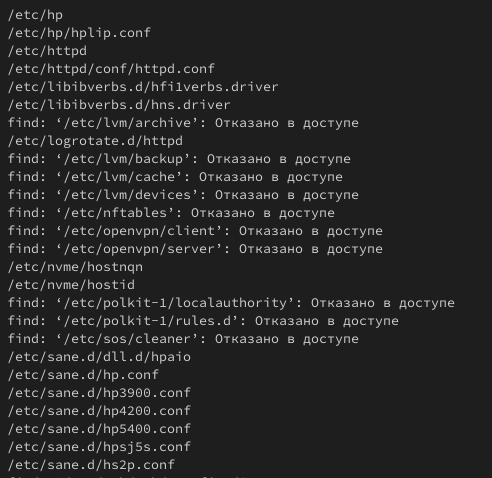 /etc/hp
/etc/hp/hplip.conf
/etc/httpd
/etc/httpd/conf/httpd.conf
/etc/libibverbs.d/hfi1verbs.driver
/etc/libibverbs.d/hns.driver
find: ‘/etc/lvm/archive’: Отказано в доступе
/etc/logrotate.d/httpd
find: ‘/etc/lvm/backup’: Отказано в доступе
find: ‘/etc/lvm/cache’: Отказано в доступе
find: ‘/etc/lvm/devices’: Отказано в доступе
find: ‘/etc/nftables’: Отказано в доступе
find: ‘/etc/openvpn/client’: Отказано в доступе
find: ‘/etc/openvpn/server’: Отказано в доступе
/etc/nvme/hostnqn
/etc/nvme/hostid
find: ‘/etc/polkit-1/localauthority’: Отказано в доступе
find: ‘/etc/polkit-1/rules.d’: Отказано в доступе
find: ‘/etc/sos/cleaner’: Отказано в доступе
/etc/sane.d/dll.d/hpaio
/etc/sane.d/hp.conf
/etc/sane.d/hp3900.conf
/etc/sane.d/hp4200.conf
/etc/sane.d/hp5400.conf
/etc/sane.d/hpsj5s.conf
/etc/sane.d/hs2p.conf